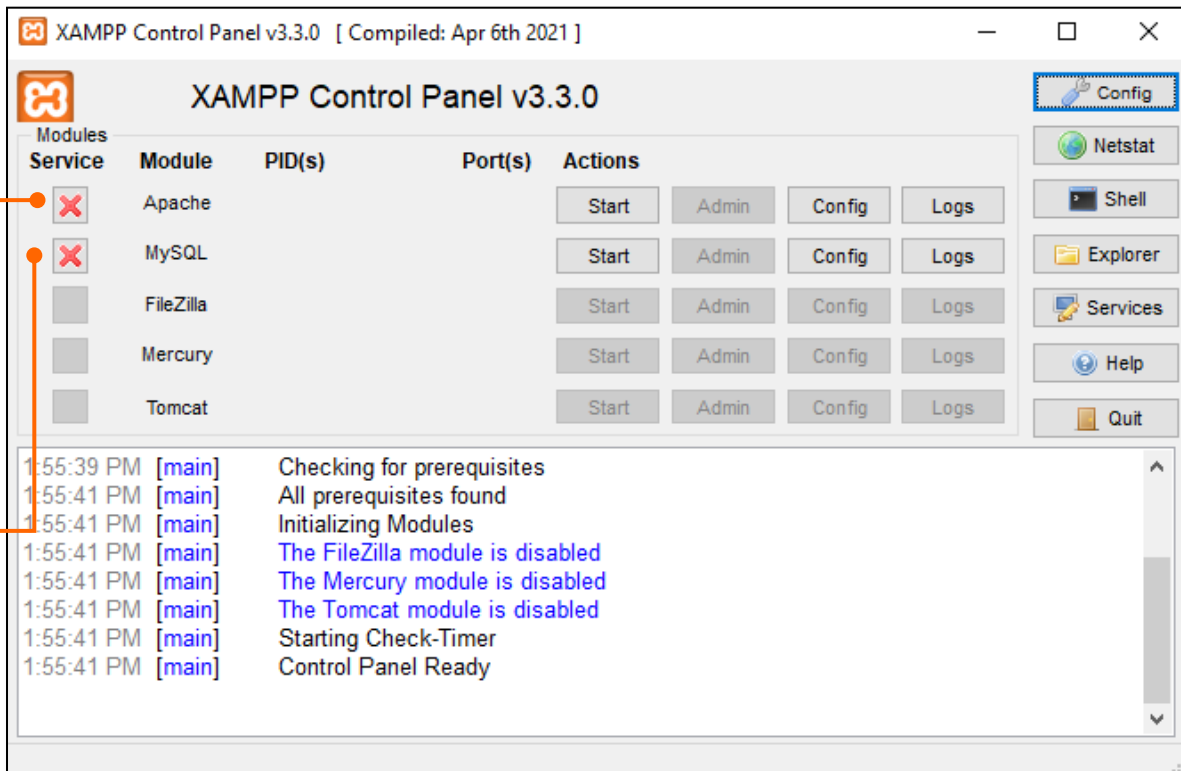 XAMPP Control Panel v3.3.0 [ Compiled: Apr 6th 2021 ]
XAMPP Control Panel v3.3.0
Modules
Service Module PID(s) Port(s) Actions
Apache Start Admin Config Logs
MySQL Start Admin Config Logs
FileZilla Start Admin Config Logs
Mercury Start Admin Config Logs
Tomcat Start Admin Config Logs
Config
Netstat
Shell
Explorer
Services
Help
Quit
1:55:39 PM [main] Checking for prerequisites
1:55:41 PM [main] All prerequisites found
1:55:41 PM [main] Initializing Modules
1:55:41 PM [main] The FileZilla module is disabled
1:55:41 PM [main] The Mercury module is disabled
1:55:41 PM [main] The Tomcat module is disabled
1:55:41 PM [main] Starting Check-Timer
1:55:41 PM [main] Control Panel Ready